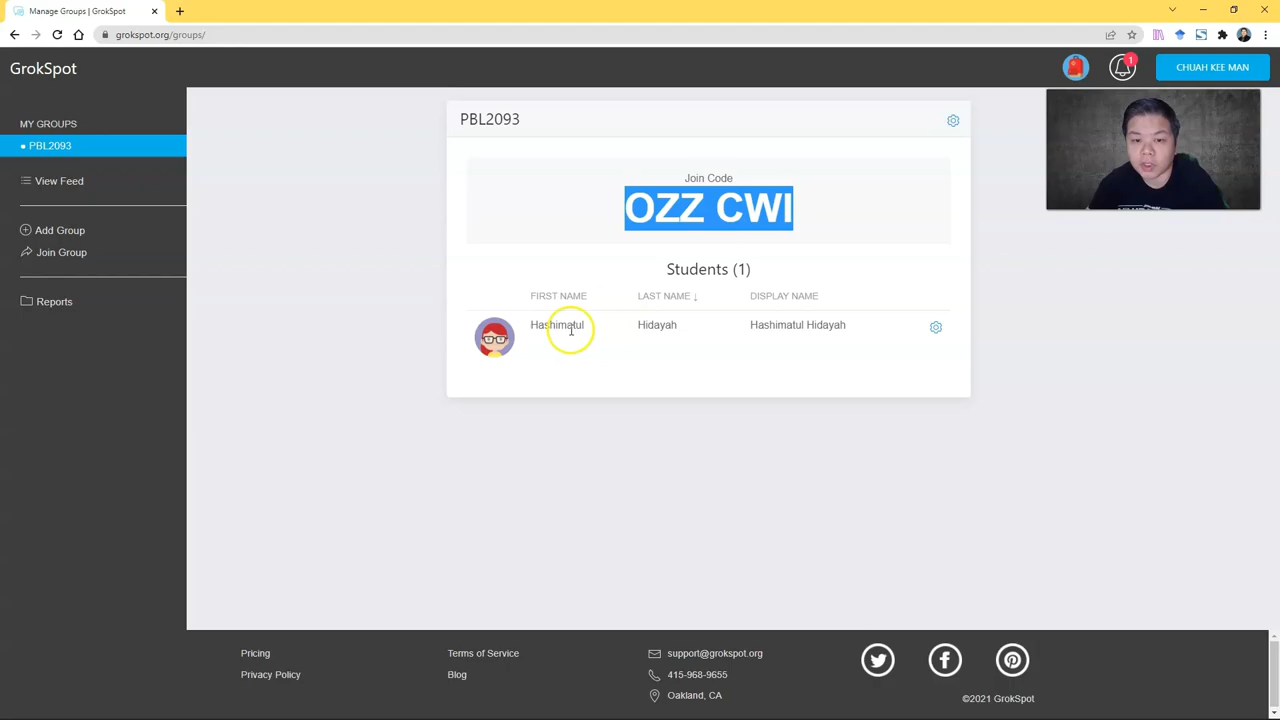 Manage Groups | GrokSpot
grokspot.org/groups/
GrokSpot
1
CHUAH KEE MAN
MY GROUPS
PBL2093
View Feed
Add Group
Join Group
Reports
PBL2093
Join Code
OZZ CWI
Students (1)
FIRST NAME LAST NAME ↓ DISPLAY NAME
Hashimatul Hidayah Hashimatul Hidayah
Pricing
Privacy Policy
Terms of Service
Blog
support@grokspot.org
415-968-9655
Oakland, CA
©2021 GrokSpot